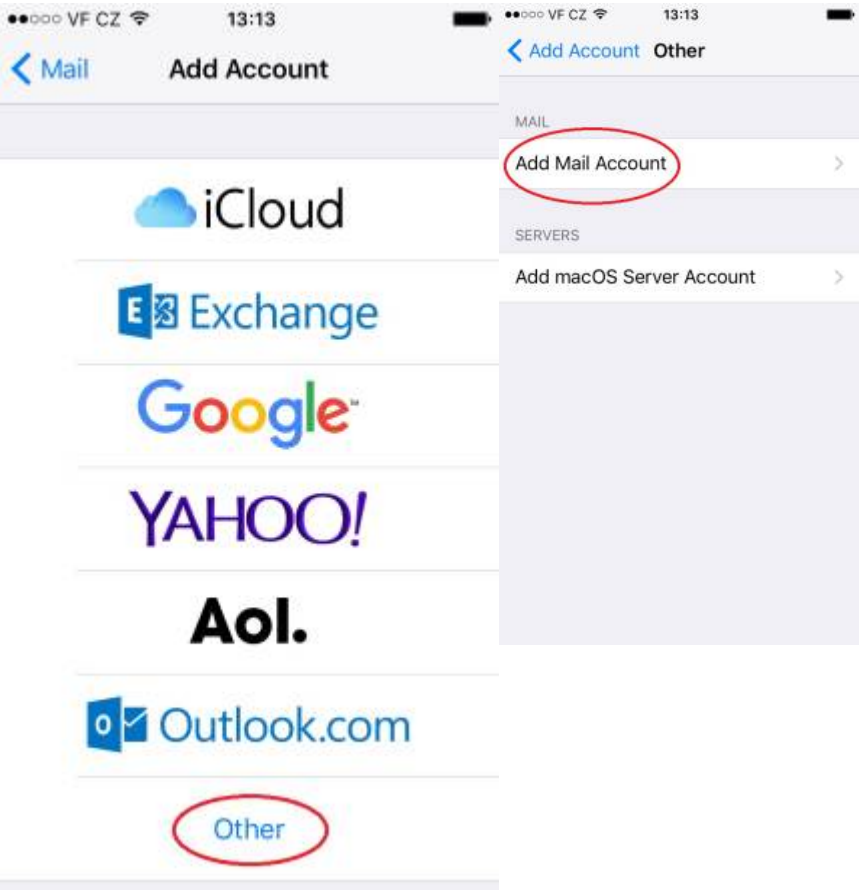 VF CZ 13:13
Mail Add Account
iCloud
E Exchange
Google™
YAHOO!
Aol.
o Outlook.com
Other
VF CZ 13:13
Add Account Other
MAIL
Add Mail Account
SERVERS
Add macOS Server Account